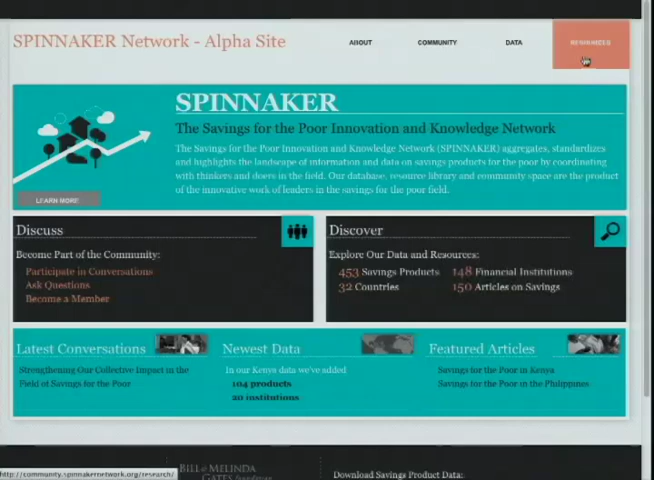 SPINNAKER Network - Alpha Site
ABOUT
COMMUNITY
DATA
RESOURCES
SPINNAKER
The Savings for the Poor Innovation and Knowledge Network
The Savings for the Poor Innovation and Knowledge Network (SPINNAKER) aggregates, standardizes
and highlights the landscape of information and data on savings products for the poor by coordinating
with thinkers and doers in the field. Our database, resource library and community space are the product
of the innovative work of leaders in the savings for the poor field.
LEARN MORE
Discuss
Become Part of the Community:
Participate in Conversations
Ask Questions
Become a Member
Discover
Explore Our Data and Resources:
453 Savings Products 148 Financial Institutions
32 Countries 150 Articles on Savings
Latest Conversations
Strengthening Our Collective Impact in the
Field of Savings for the Poor
Newest Data
In our Kenya data we've added
104 products
20 institutions
Featured Articles
Savings for the Poor in Kenya
Savings for the Poor in the Philippines
http://community.spinnakernetwork.org/research/
BILL & MELINDA
GATES foundation
Download Savings Product Data: